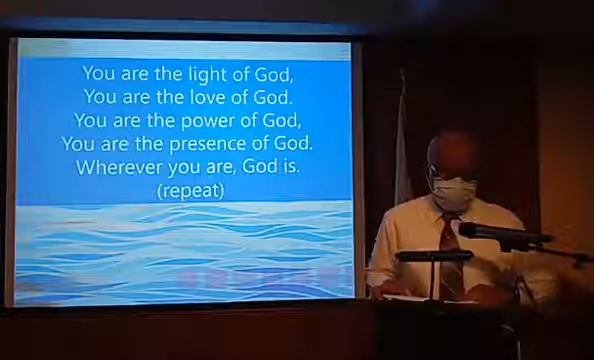 You are the light of God,
You are the love of God.
You are the power of God,
You are the presence of God.
Wherever you are, God is.
(repeat)